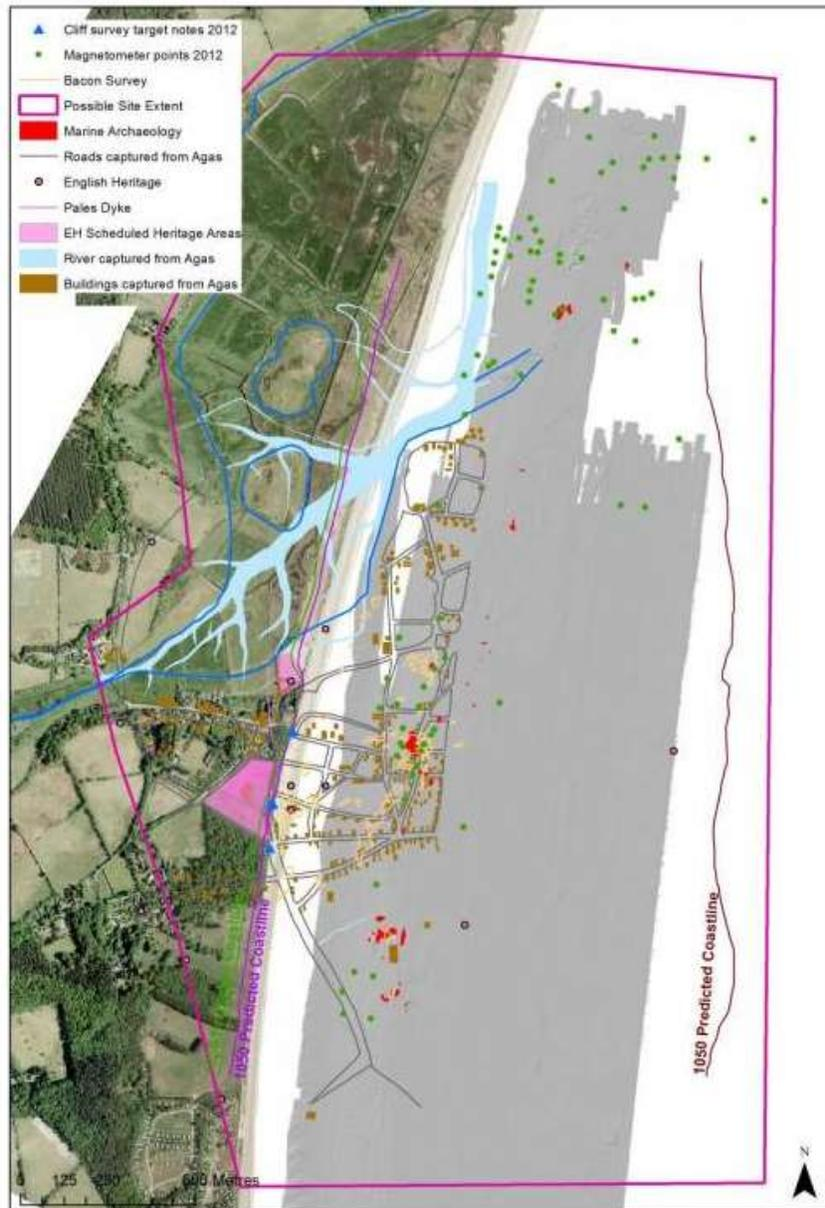 Cliff survey target notes 2012
Magnetometer points 2012
Bacon Survey
Possible Site Extent
Marine Archaeology
Roads captured from Agas
English Heritage
Pales Dyke
EH Scheduled Heritage Areas
River captured from Agas
Buildings captured from Agas
1050 Predicted Coastline
1050 Predicted Coastline
N
0 125 250 500 Metres